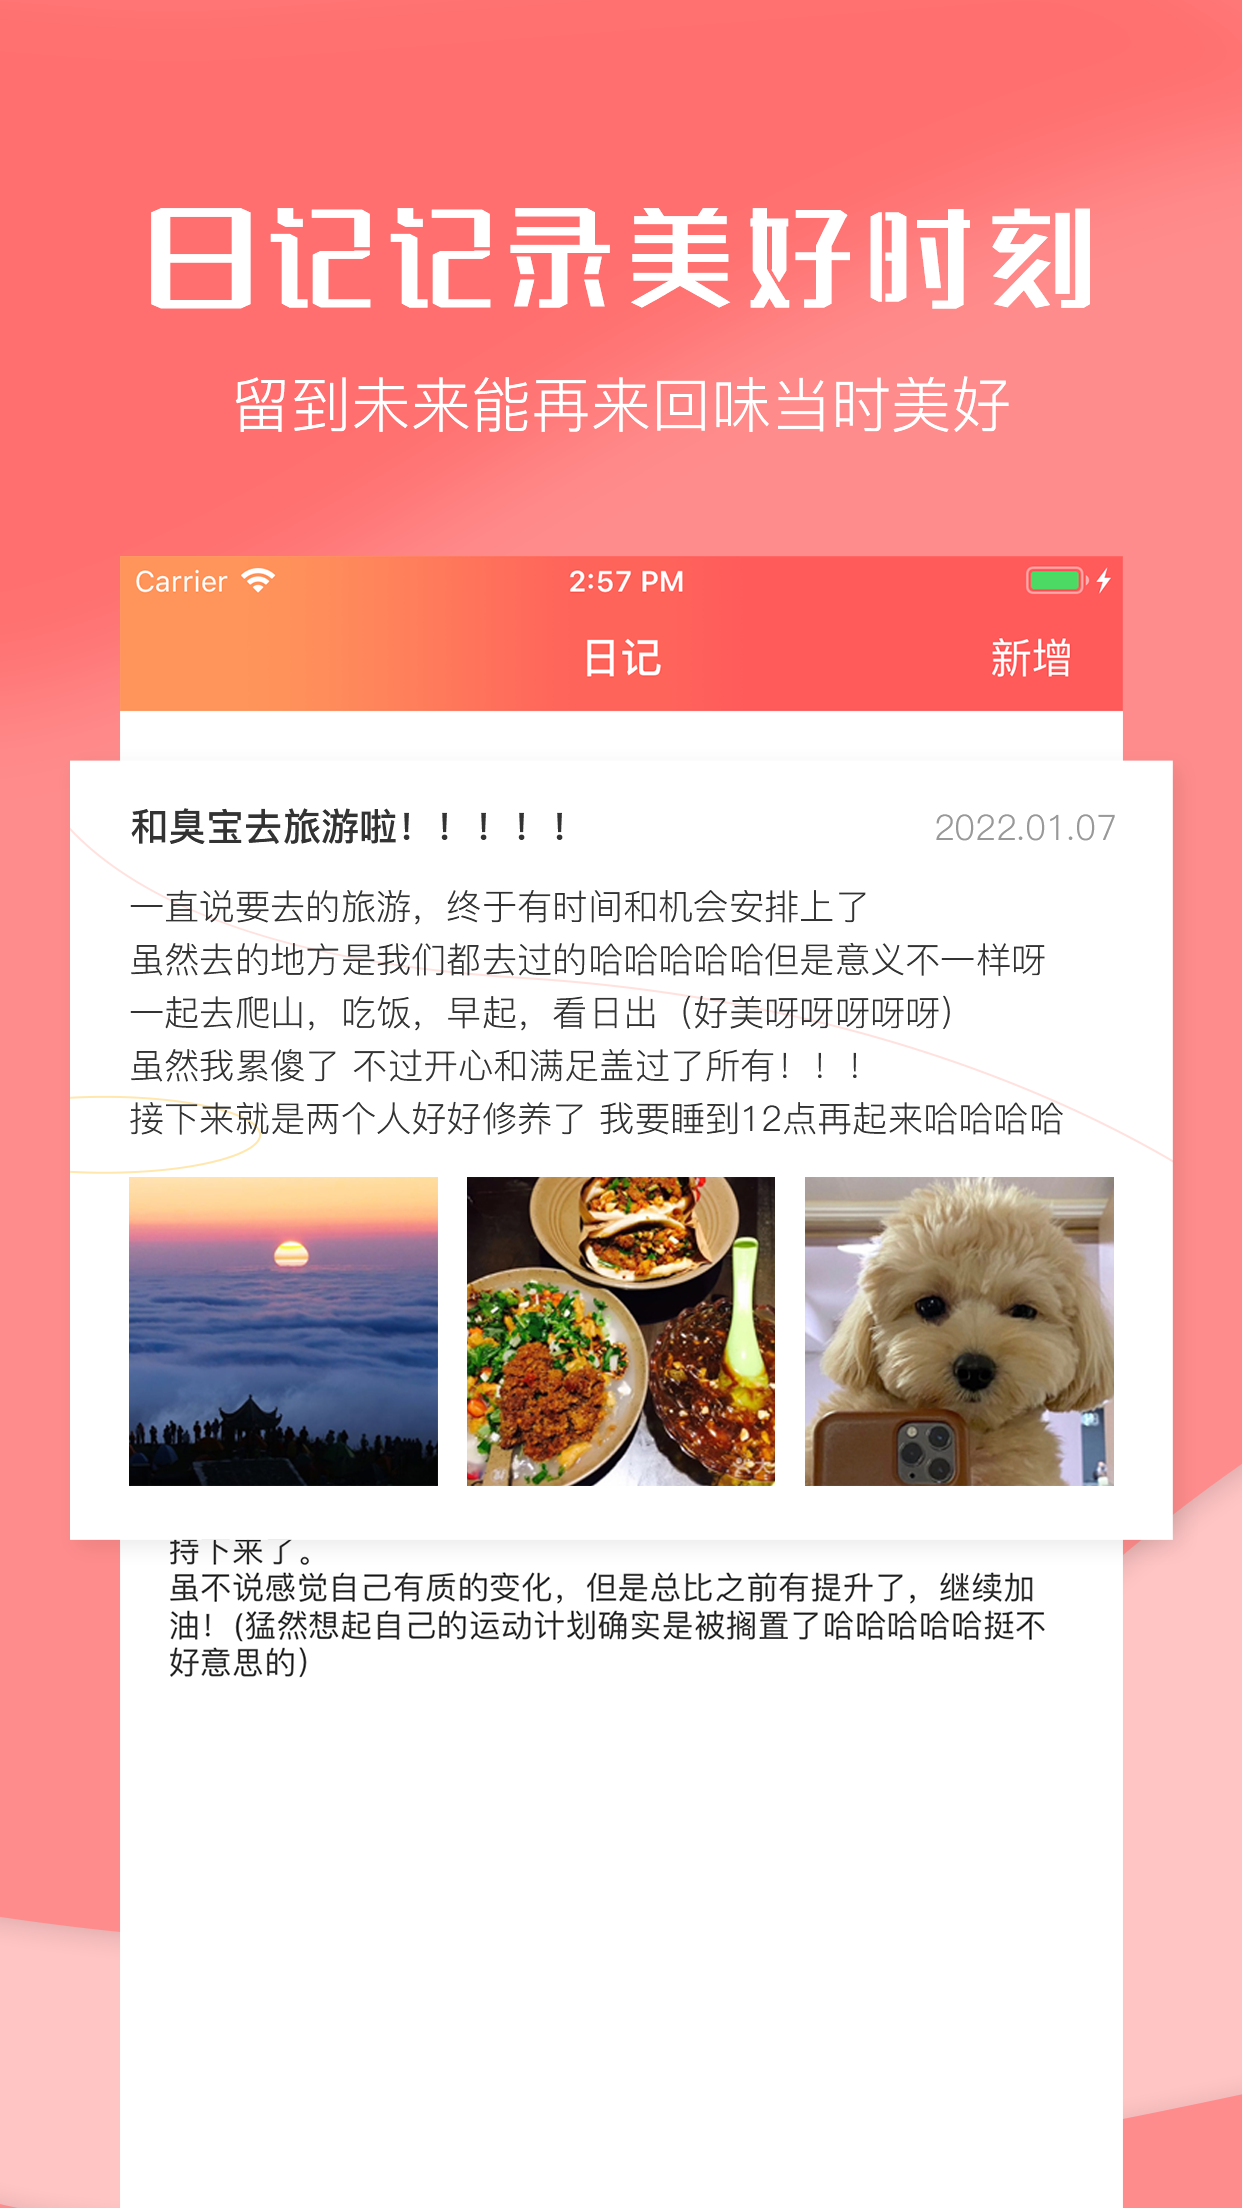 日记记录美好时刻
留到未来能再来回味当时美好
Carrier 2:57 PM
日记 新增
和臭宝去旅游啦！！！！！ 2022.01.07
一直说要去的旅游，终于有时间和机会安排上了
虽然去的地方是我们都去过的哈哈哈哈哈但是意义不一样呀
一起去爬山，吃饭，早起，看日出（好美呀呀呀呀呀）
虽然我累傻了 不过开心和满足盖过了所有！！！
接下来就是两个人好好修养了 我要睡到12点再起来哈哈哈哈
持下来了。
虽不说感觉自己有质的变化，但是总比之前有提升了，继续加
油！(猛然想起自己的运动计划确实是被搁置了哈哈哈哈哈挺不
好意思的）